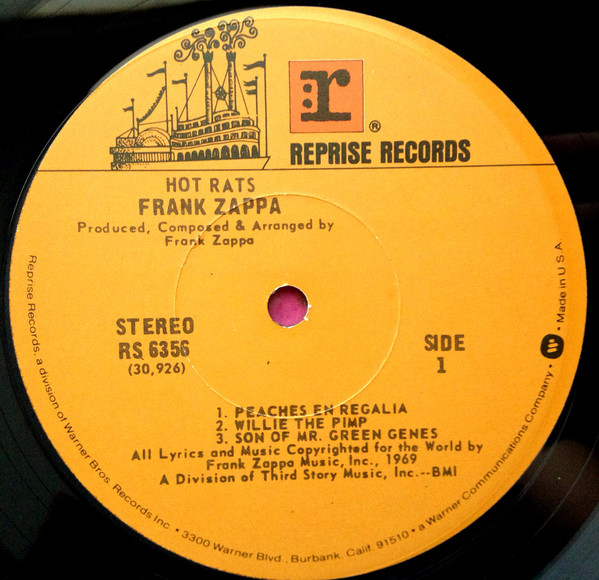 r
®
REPRISE RECORDS
HOT RATS
FRANK ZAPPA
Produced, Composed & Arranged by
Frank Zappa
STEREO
RS 6356
(30,926)
SIDE
1
1. PEACHES EN REGALIA
2. WILLIE THE PIMP
3. SON OF MR. GREEN GENES
All Lyrics and Music Copyrighted for the World by
Frank Zappa Music, Inc., 1969
A Division of Third Story Music, Inc.--BMI
Reprise Records, a division of Warner Bros. Records Inc. • 3300 Warner Blvd., Burbank, Calif. 91510 • a Warner Communications Company • W • Made in U.S.A.